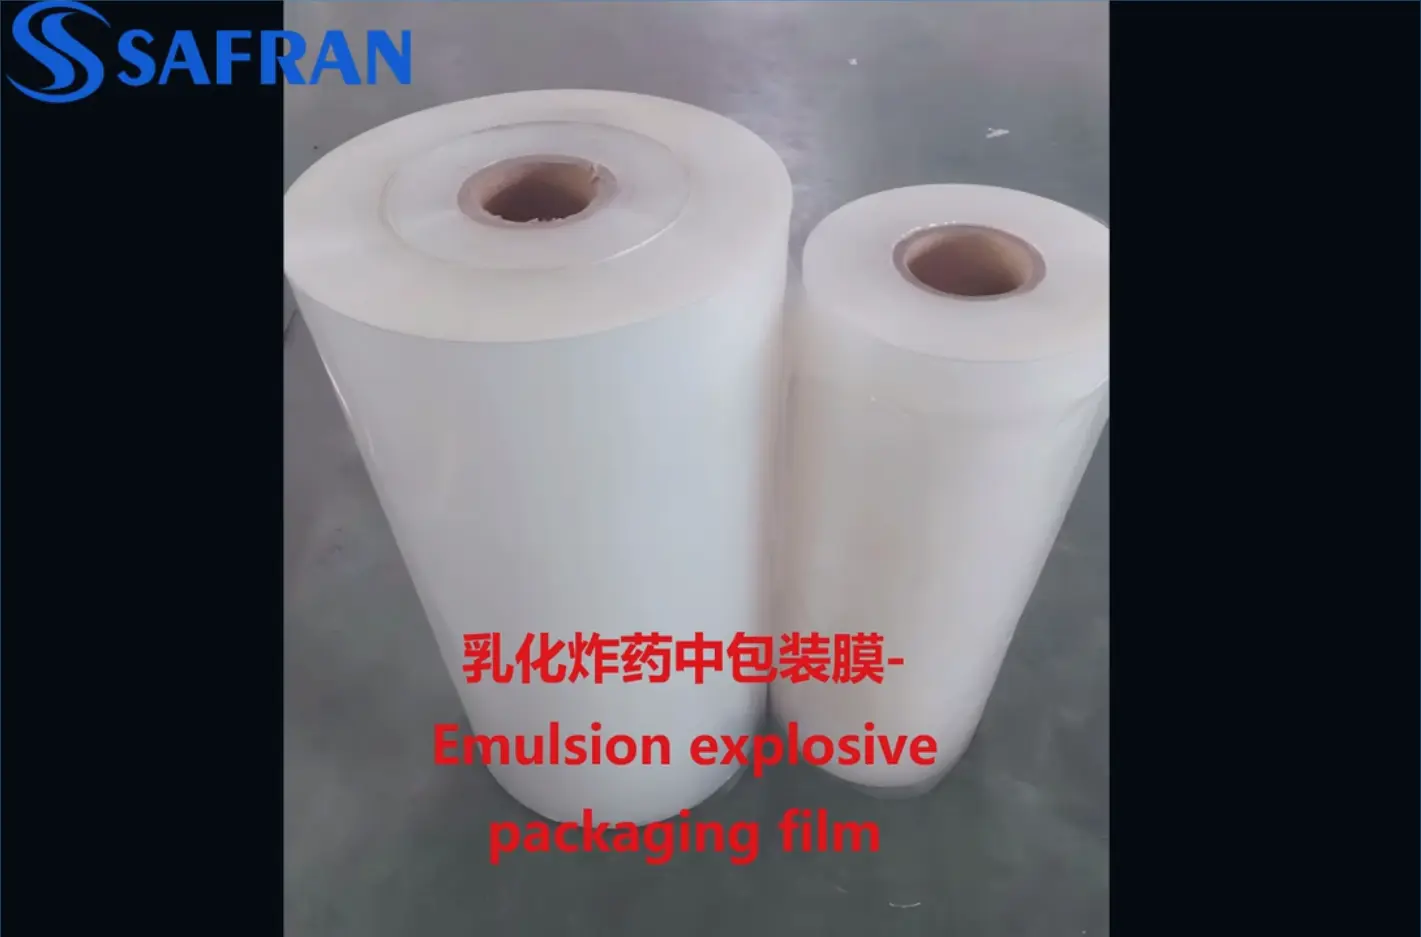 SAFRAN
乳化炸药中包装膜-
Emulsion explosive
packaging film